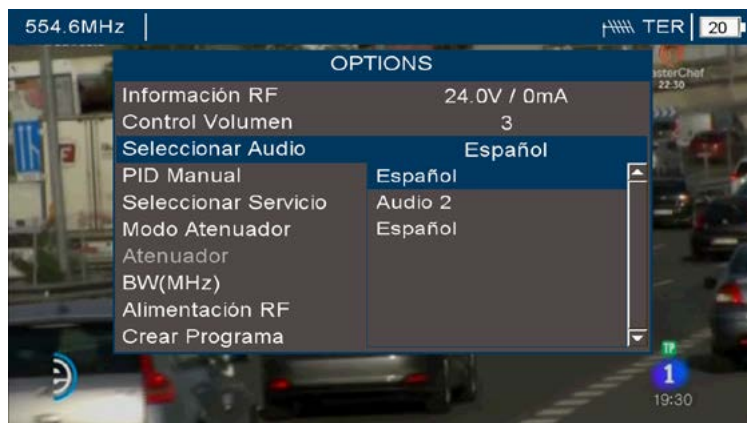 554.6MHz TER 20
OPTIONS
Información RF 24.0V / 0mA
Control Volumen 3
Seleccionar Audio Español
PID Manual Español
Seleccionar Servicio Audio 2
Modo Atenuador Español
Atenuador
BW(MHz)
Alimentación RF
Crear Programa
sterChef
22:30
TP
1
19:30